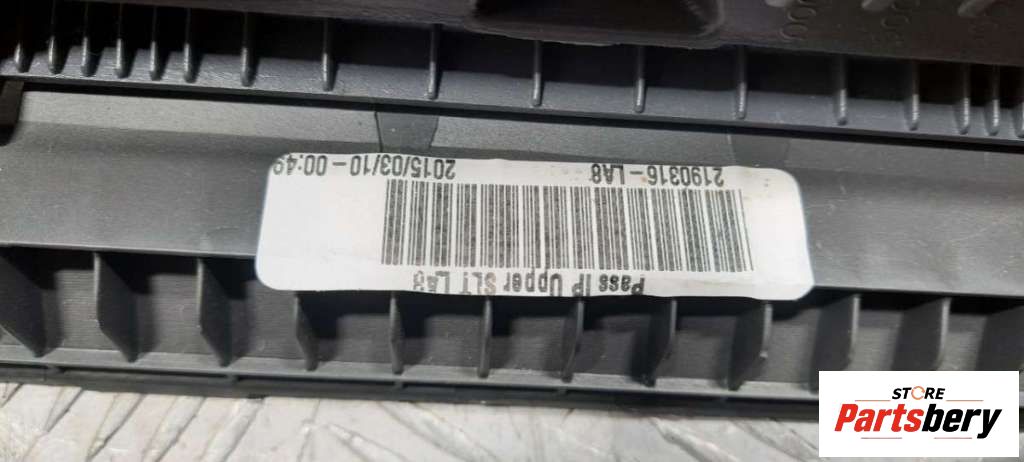 Pass IP Upper SLT LA8
2190316-LA8 2015/03/10-00:49
STORE
Partsbery